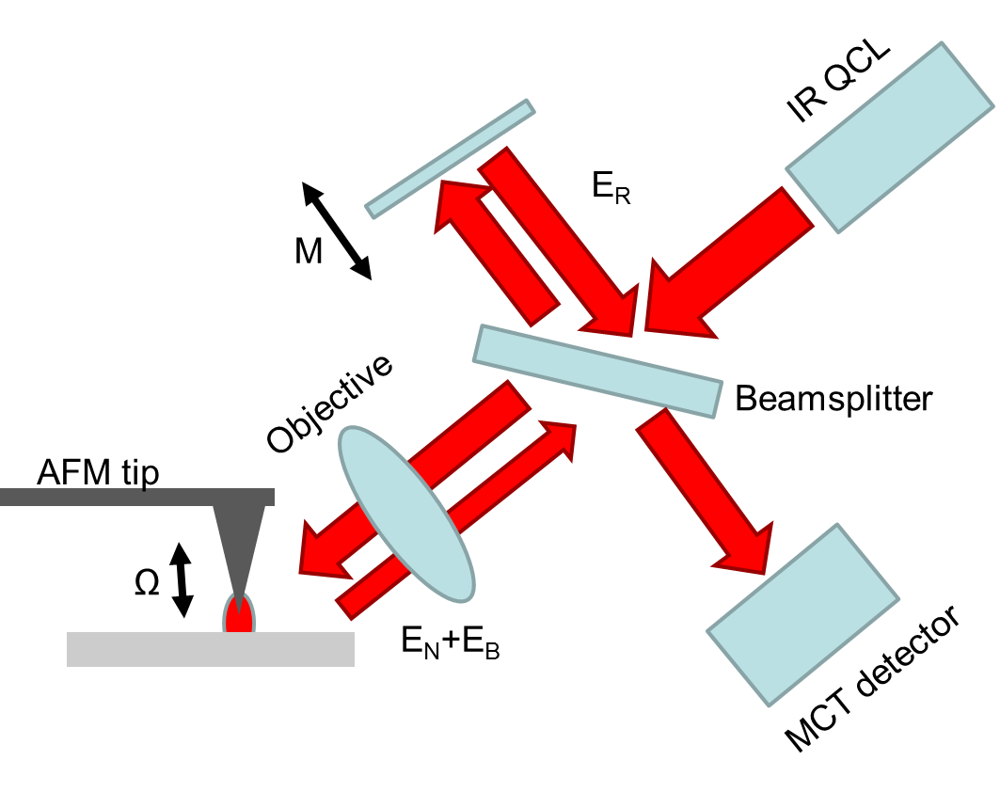 IR QCL
E_R
M
Beamsplitter
Objective
AFM tip
Ω
E_N+E_B
MCT detector